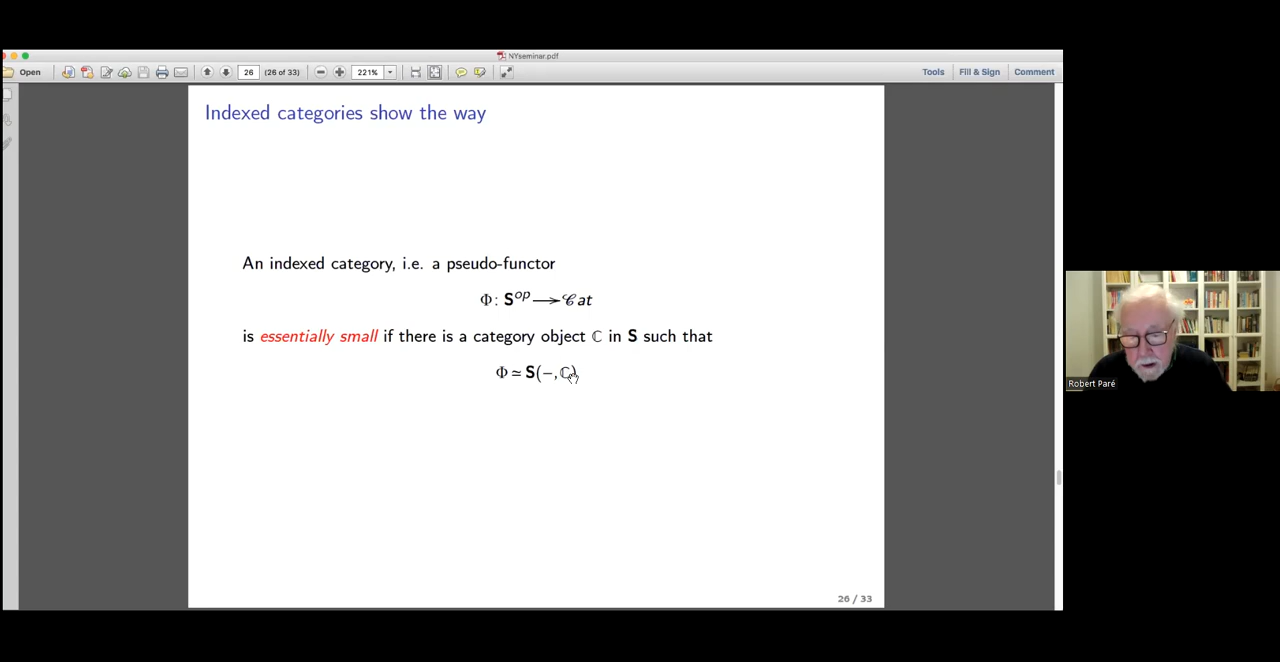 NYseminar.pdf
Open 26 (26 of 33) 221% Tools Fill & Sign Comment
Indexed categories show the way
An indexed category, i.e. a pseudo-functor
Φ: S^{op} ⟶ 𝒞at
is essentially small if there is a category object ℂ in S such that
Φ ≃ S(−, ℂ)
Robert Paré
26 / 33